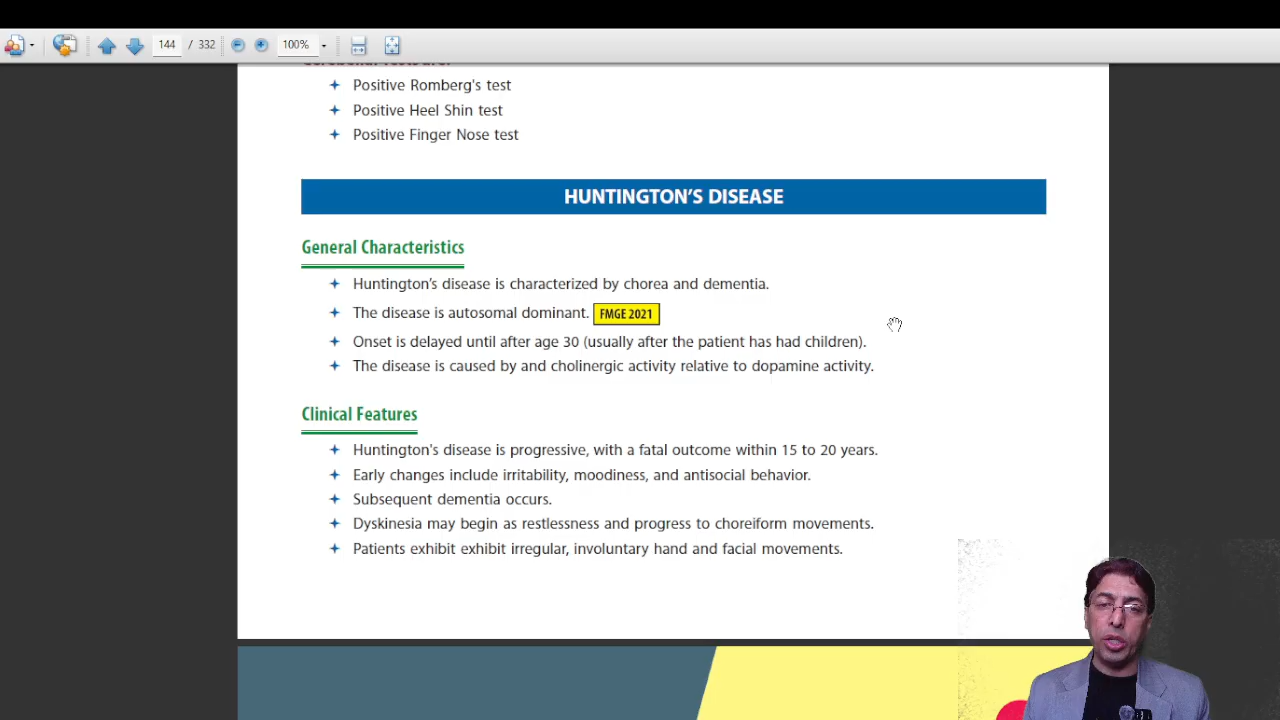 144 / 332 100%
Positive Romberg's test
Positive Heel Shin test
Positive Finger Nose test
HUNTINGTON'S DISEASE
General Characteristics
Huntington's disease is characterized by chorea and dementia.
The disease is autosomal dominant. FMGE 2021
Onset is delayed until after age 30 (usually after the patient has had children).
The disease is caused by and cholinergic activity relative to dopamine activity.
Clinical Features
Huntington's disease is progressive, with a fatal outcome within 15 to 20 years.
Early changes include irritability, moodiness, and antisocial behavior.
Subsequent dementia occurs.
Dyskinesia may begin as restlessness and progress to choreiform movements.
Patients exhibit exhibit irregular, involuntary hand and facial movements.